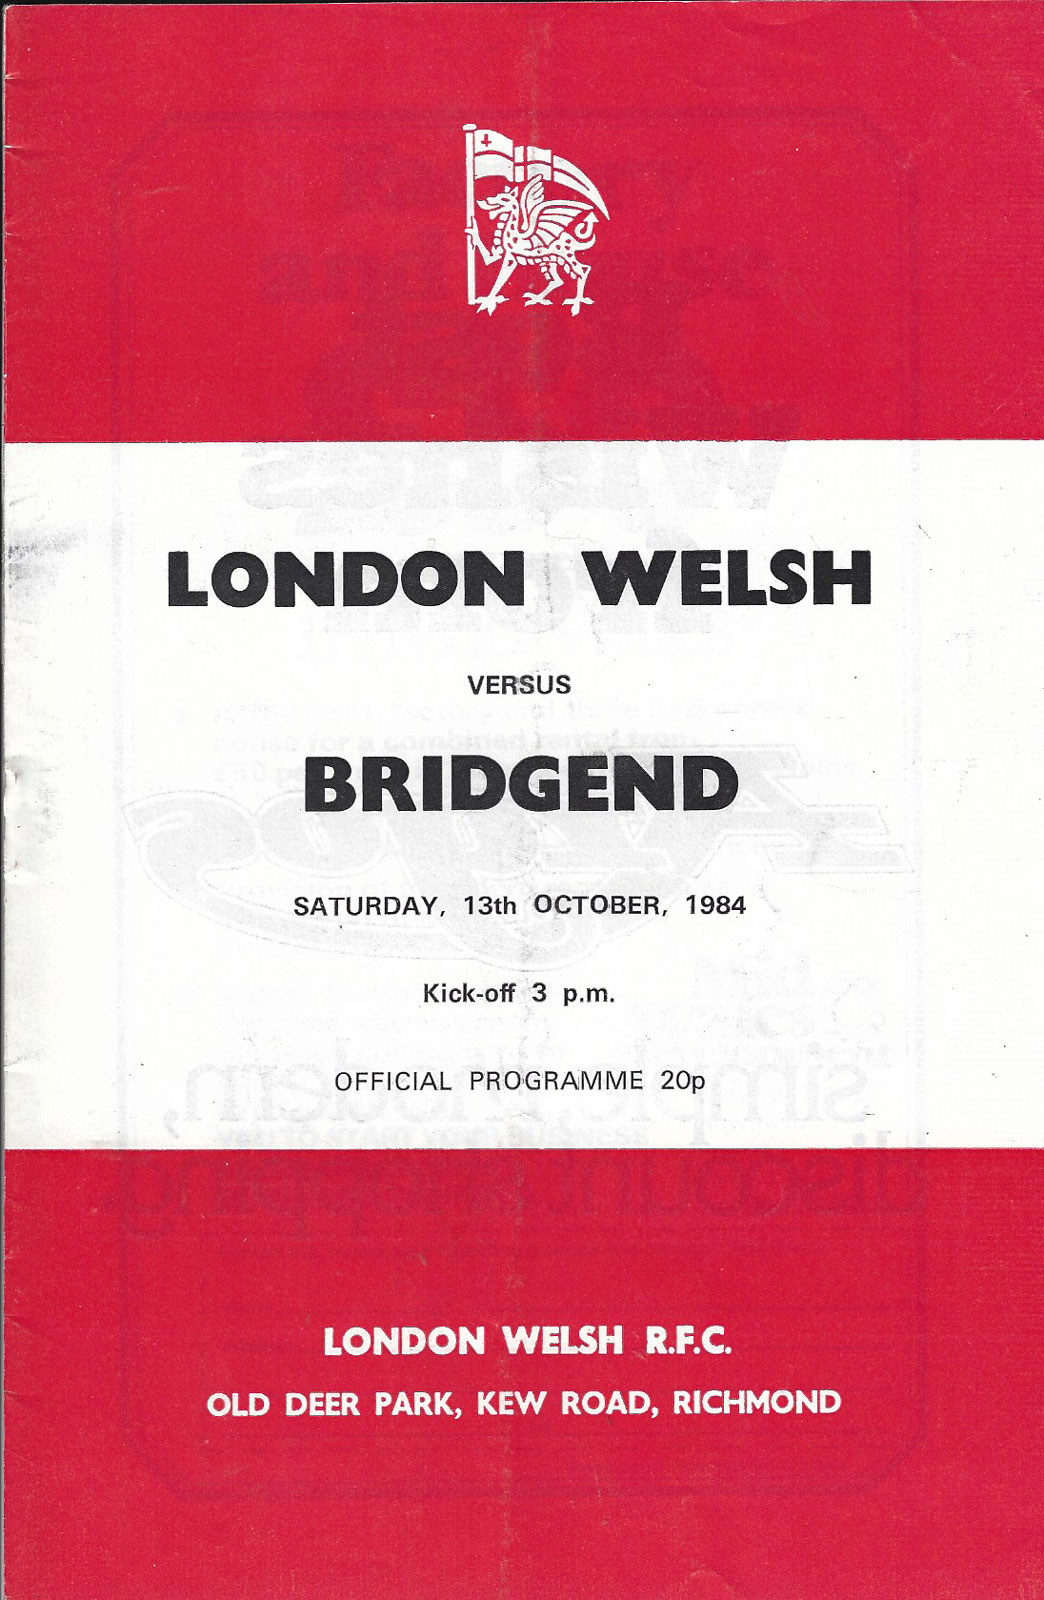 LONDON WELSH
VERSUS
BRIDGEND
SATURDAY, 13th OCTOBER, 1984
Kick-off 3 p.m.
OFFICIAL PROGRAMME 20p
LONDON WELSH R.F.C.
OLD DEER PARK, KEW ROAD, RICHMOND